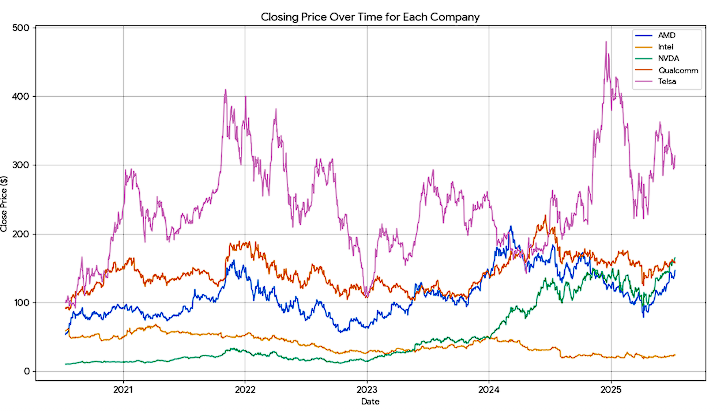 Closing Price Over Time for Each Company
500
400
300
200
100
0
Close Price ($)
2021
2022
2023
2024
2025
Date
AMD
Intel
NVDA
Qualcomm
Telsa